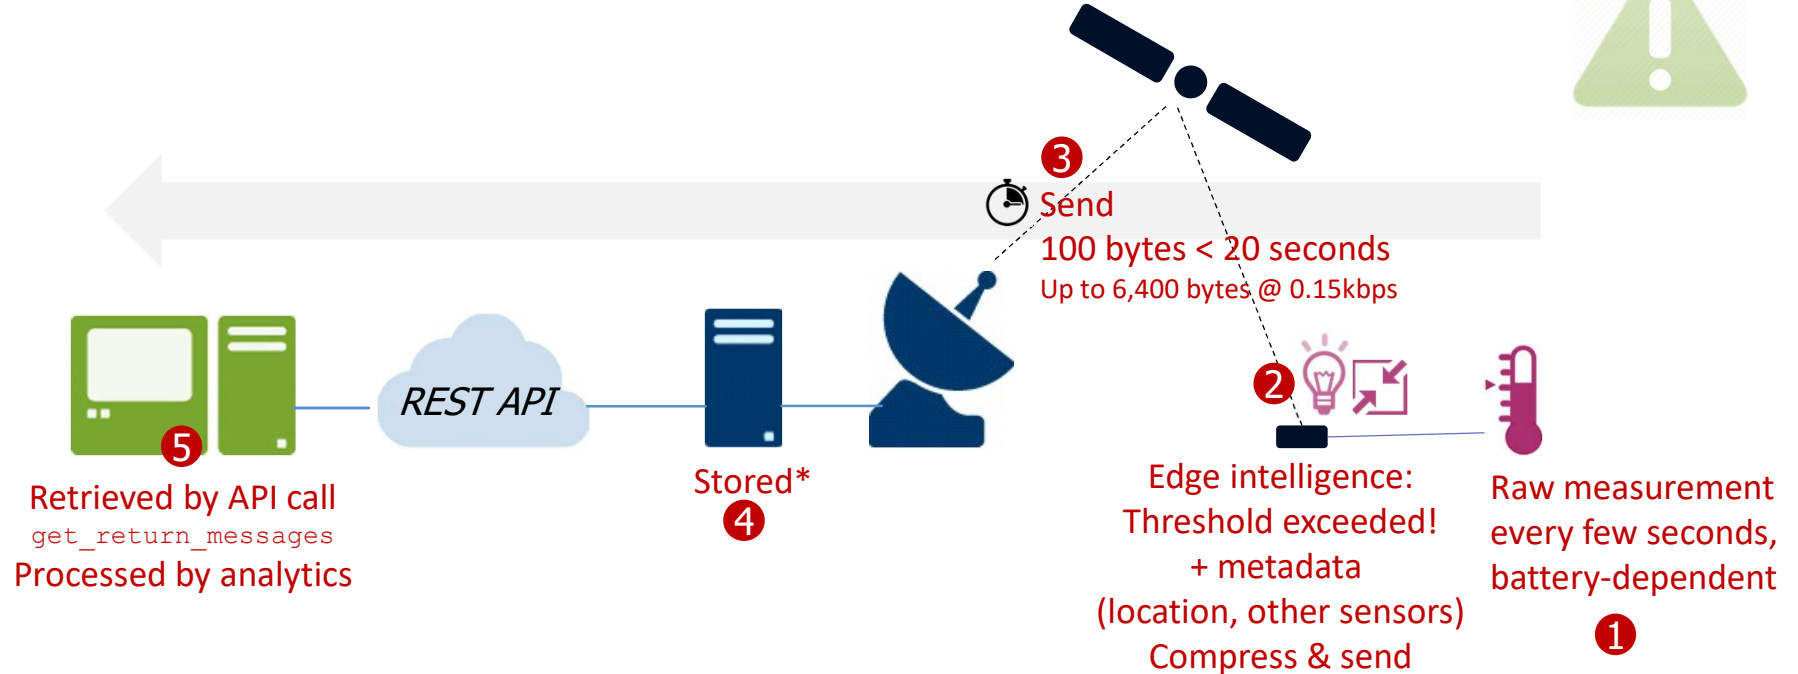 3
Send
100 bytes < 20 seconds
Up to 6,400 bytes @ 0.15kbps
REST API
2
5
Retrieved by API call
get_return_messages
Processed by analytics
Stored*
4
Edge intelligence:
Threshold exceeded!
+ metadata
(location, other sensors)
Compress & send
Raw measurement
every few seconds,
battery-dependent
1